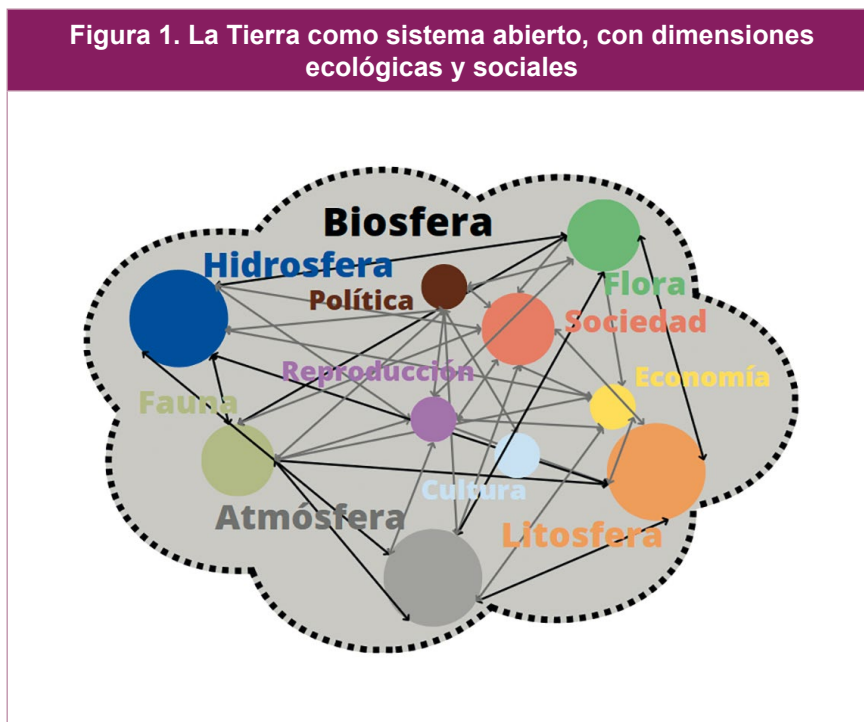 Figura 1. La Tierra como sistema abierto, con dimensiones
ecológicas y sociales
Biosfera
Hidrosfera
Política
Flora
Sociedad
Reproducción
Economía
Fauna
Cultura
Atmósfera
Litosfera